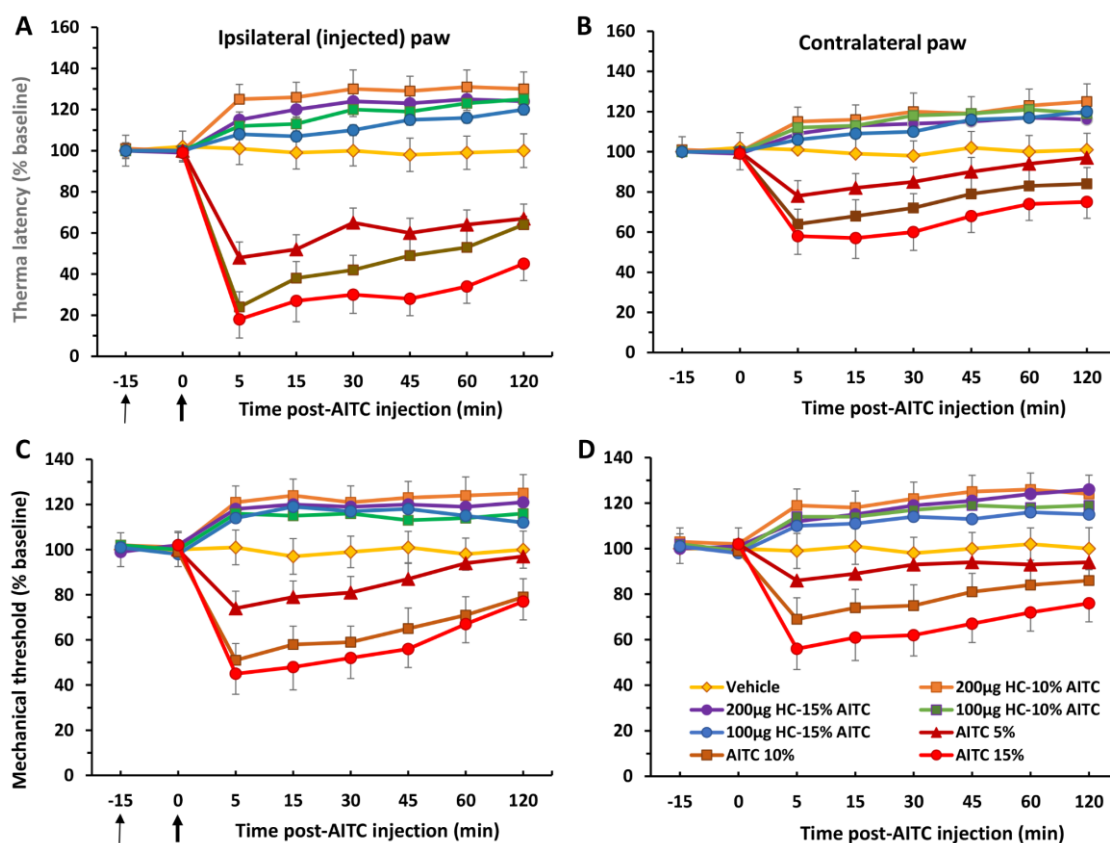 A
Ipsilateral (injected) paw
Therma latency (% baseline)
160
140
120
100
80
60
40
20
0
-15 0 5 15 30 45 60 120
Time post-AITC injection (min)
B
Contralateral paw
160
140
120
100
80
60
40
20
0
-15 0 5 15 30 45 60 120
C
Mechanical threshold (% baseline)
140
120
100
80
60
40
20
0
-15 0 5 15 30 45 60 120
Time post-AITC injection (min)
D
140
120
100
80
60
40
20
0
Vehicle 200µg HC-10% AITC
200µg HC-15% AITC 100µg HC-10% AITC
100µg HC-15% AITC AITC 5%
AITC 10% AITC 15%
-15 0 5 15 30 45 60 120
Time post-AITC injection (min)